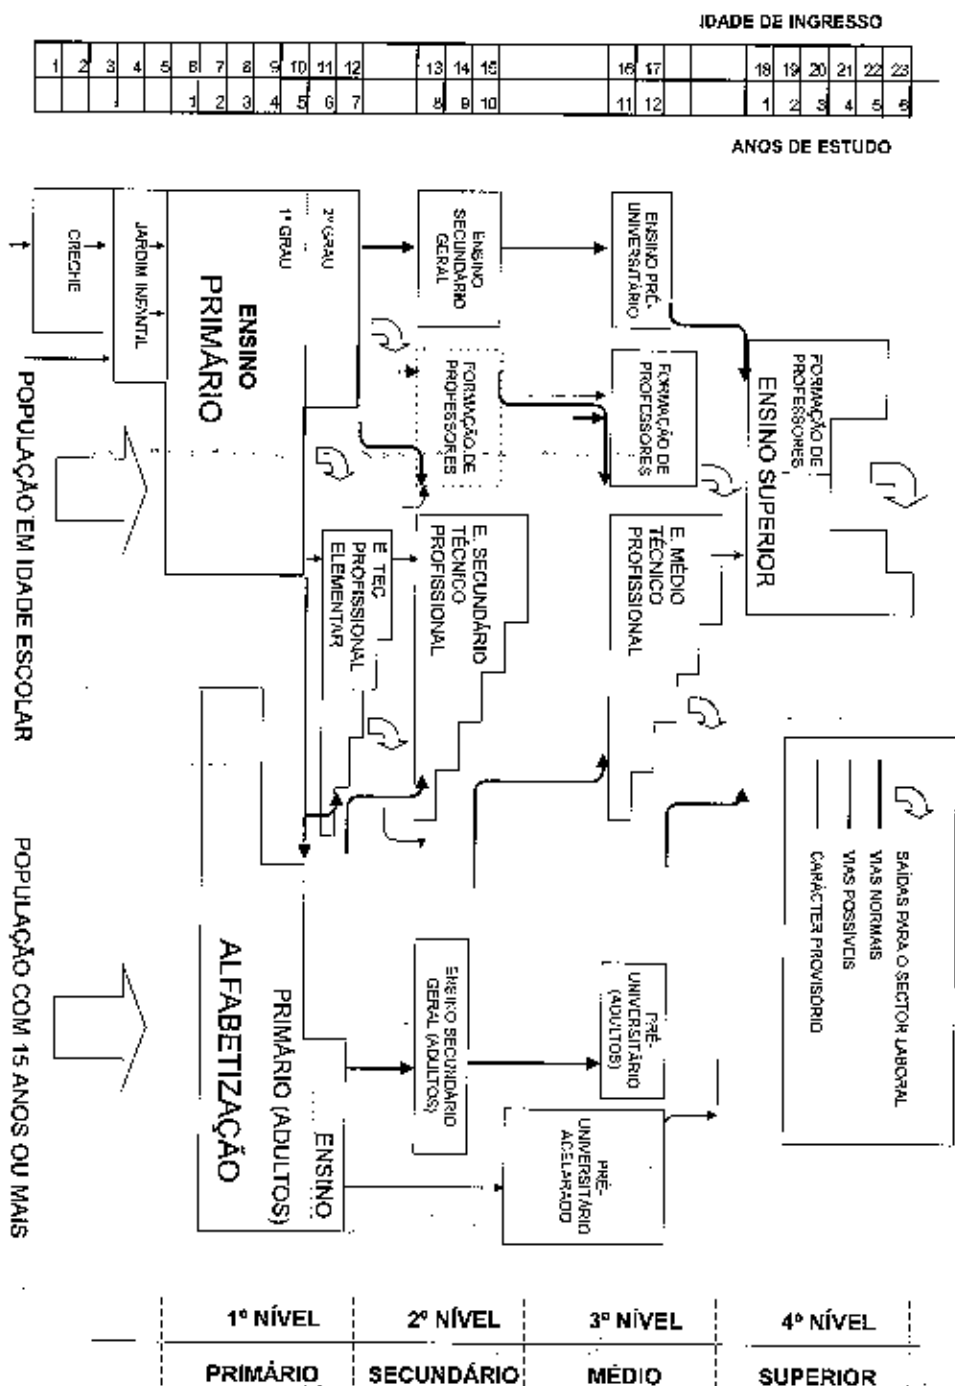 IDADE DE INGRESSO
1 2 3 4 5 6 7 8 9 10 11 12 13 14 15 16 17 18 19 20 21 22 23
1 2 3 4 5 6 7 8 9 10 11 12 1 2 3 4 5 6
ANOS DE ESTUDO
CRECHE
JARDIM INFANTIL
ENSINO
PRIMÁRIO
1º GRAU
2º GRAU
ENSINO
SECUNDÁRIO
GERAL
ENSINO PRÉ-
UNIVERSITÁRIO
FORMAÇÃO DE
PROFESSORES
FORMAÇÃO DE
PROFESSORES
FORMAÇÃO DE
PROFESSORES
ENSINO SUPERIOR
E TEC
PROFISSIONAL
ELEMENTAR
E. SECUNDÁRIO
TÉCNICO
PROFISSIONAL
E. MÉDIO
TÉCNICO
PROFISSIONAL
POPULAÇÃO EM IDADE ESCOLAR
SAÍDAS PARA O SECTOR LABORAL
VIAS NORMAIS
VIAS POSSÍVEIS
CARÁCTER PROVISÓRIO
POPULAÇÃO COM 15 ANOS OU MAIS
ALFABETIZAÇÃO
ENSINO
PRIMÁRIO (ADULTOS)
ENSINO SECUNDÁRIO
GERAL (ADULTOS)
PRÉ-
UNIVERSITÁRIO
(ADULTOS)
PRÉ-
UNIVERSITÁRIO
ACELARADO
1º NÍVEL 2º NÍVEL 3º NÍVEL 4º NÍVEL
PRIMÁRIO SECUNDÁRIO MÉDIO SUPERIOR